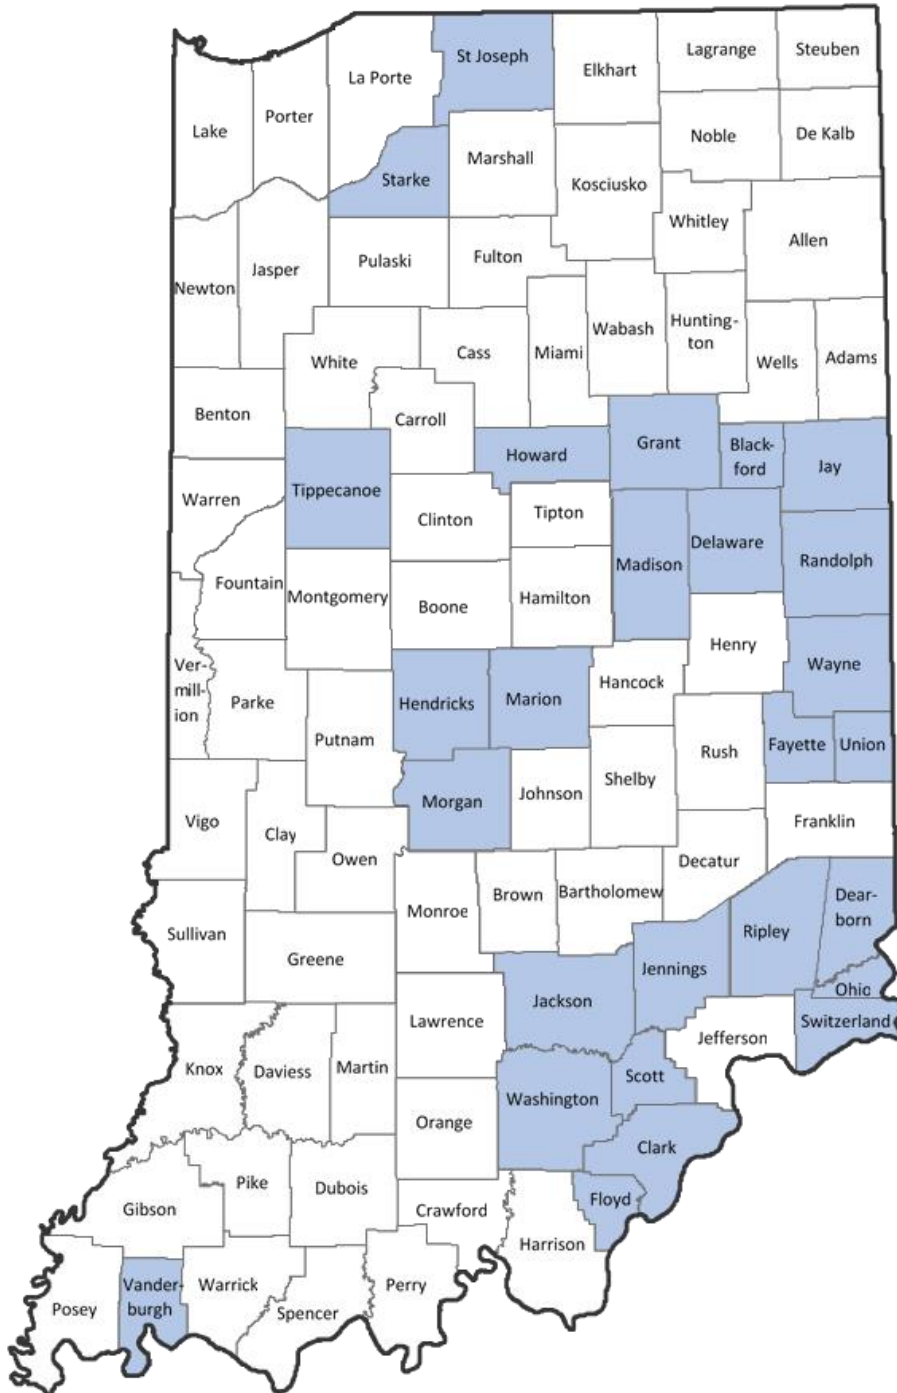 St Joseph
Lagrange
Steuben
La Porte
Elkhart
Porter
Lake
Noble
De Kalb
Marshall
Starke
Kosciusko
Whitley
Allen
Pulaski
Fulton
Jasper
Newton
Hunting-
ton
Wabash
Miami
Cass
White
Wells
Adams
Benton
Carroll
Grant
Black-
ford
Howard
Jay
Tippecanoe
Warren
Clinton
Tipton
Delaware
Madison
Randolph
Fountain
Montgomery
Boone
Hamilton
Henry
Wayne
Ver-
mill-
ion
Parke
Hendricks
Marion
Hancock
Putnam
Rush
Fayette
Union
Shelby
Johnson
Morgan
Vigo
Clay
Franklin
Owen
Decatur
Brown
Bartholomew
Dear-
born
Monroe
Sullivan
Ripley
Greene
Jennings
Ohio
Jackson
Lawrence
Switzerland
Jefferson
Knox
Daviess
Martin
Scott
Washington
Orange
Clark
Pike
Dubois
Floyd
Gibson
Crawford
Harrison
Vander-
burgh
Warrick
Perry
Posey
Spencer